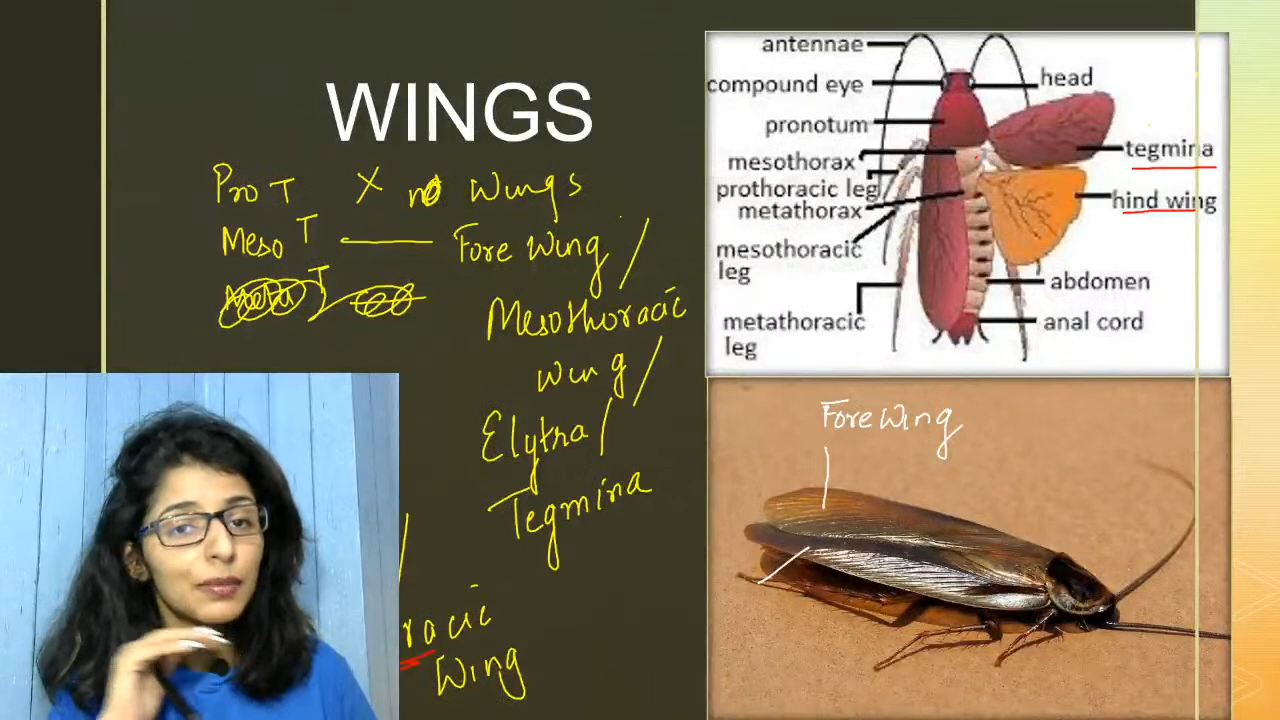 WINGS
Pro T X no Wings
Meso T — Fore Wing /
Mesothoracic
wing /
Elytra /
Tegmina
/
racic
Wing
antennae
compound eye
head
pronotum
tegmina
mesothorax
prothoracic leg
hind wing
metathorax
mesothoracic
leg
abdomen
metathoracic
leg
anal cord
Fore wing